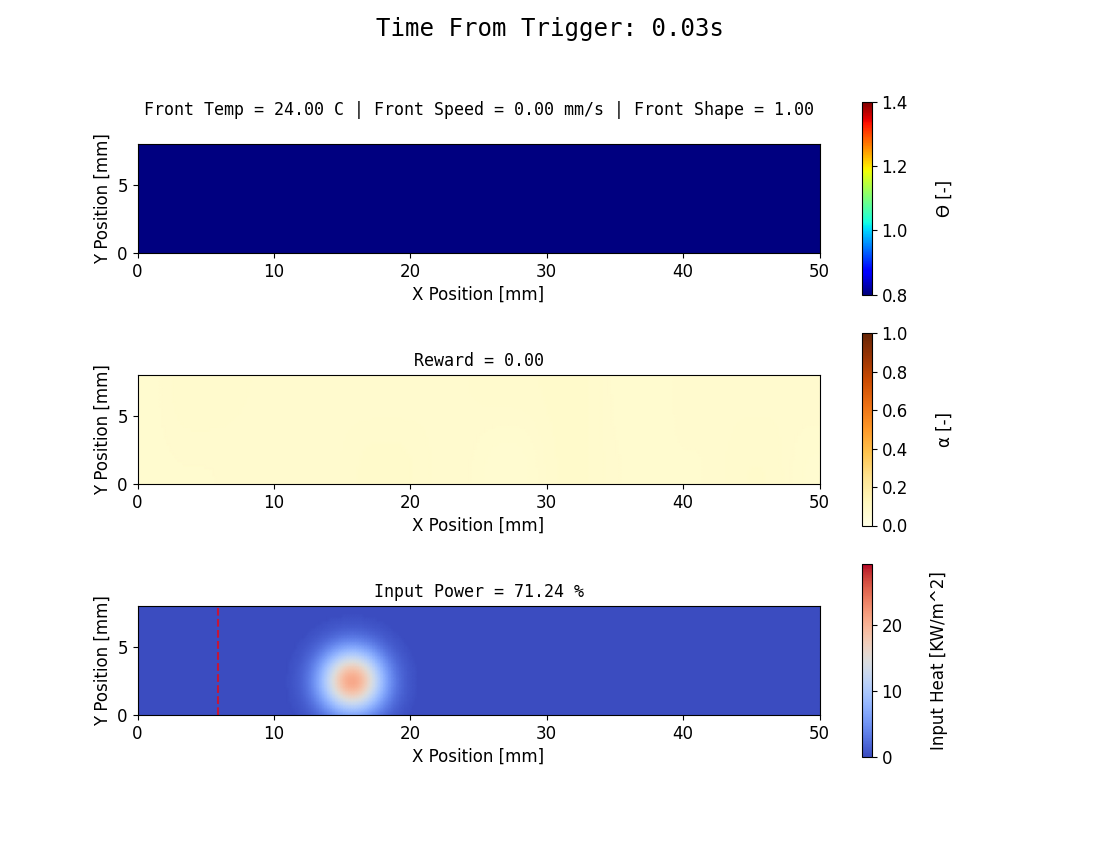 Time From Trigger: 0.03s
Front Temp = 24.00 C | Front Speed = 0.00 mm/s | Front Shape = 1.00
Y Position [mm]
5
0
0 10 20 30 40 50
X Position [mm]
1.4
1.2
1.0
0.8
Θ [-]
Reward = 0.00
Y Position [mm]
5
0
0 10 20 30 40 50
X Position [mm]
1.0
0.8
0.6
0.4
0.2
0.0
α [-]
Input Power = 71.24 %
Y Position [mm]
5
0
0 10 20 30 40 50
X Position [mm]
20
10
0
Input Heat [KW/m^2]